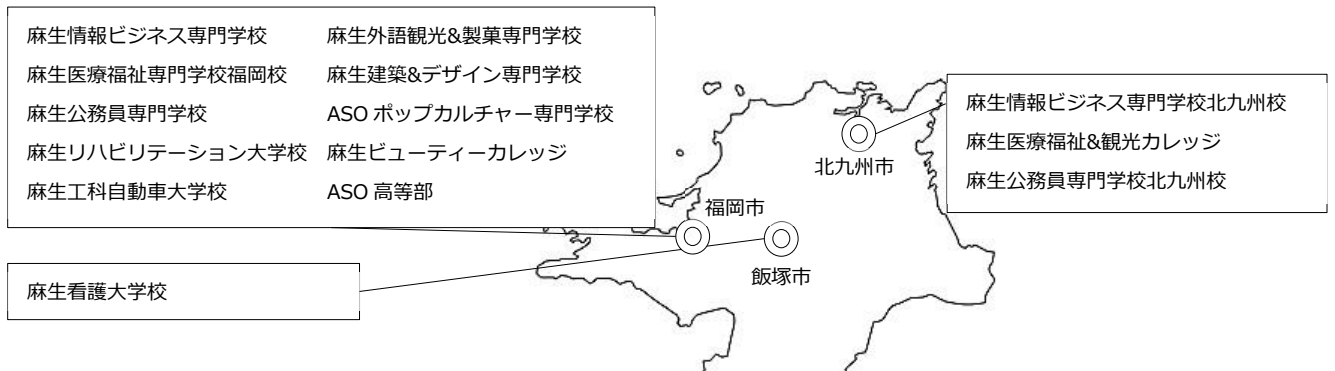 麻生情報ビジネス専門学校
麻生医療福祉専門学校福岡校
麻生公務員専門学校
麻生リハビリテーション大学校
麻生工科自動車大学校
麻生外語観光&製菓専門学校
麻生建築&デザイン専門学校
ASO ポップカルチャー専門学校
麻生ビューティーカレッジ
ASO 高等部
麻生情報ビジネス専門学校北九州校
麻生医療福祉&観光カレッジ
麻生公務員専門学校北九州校
北九州市
福岡市
飯塚市
麻生看護大学校